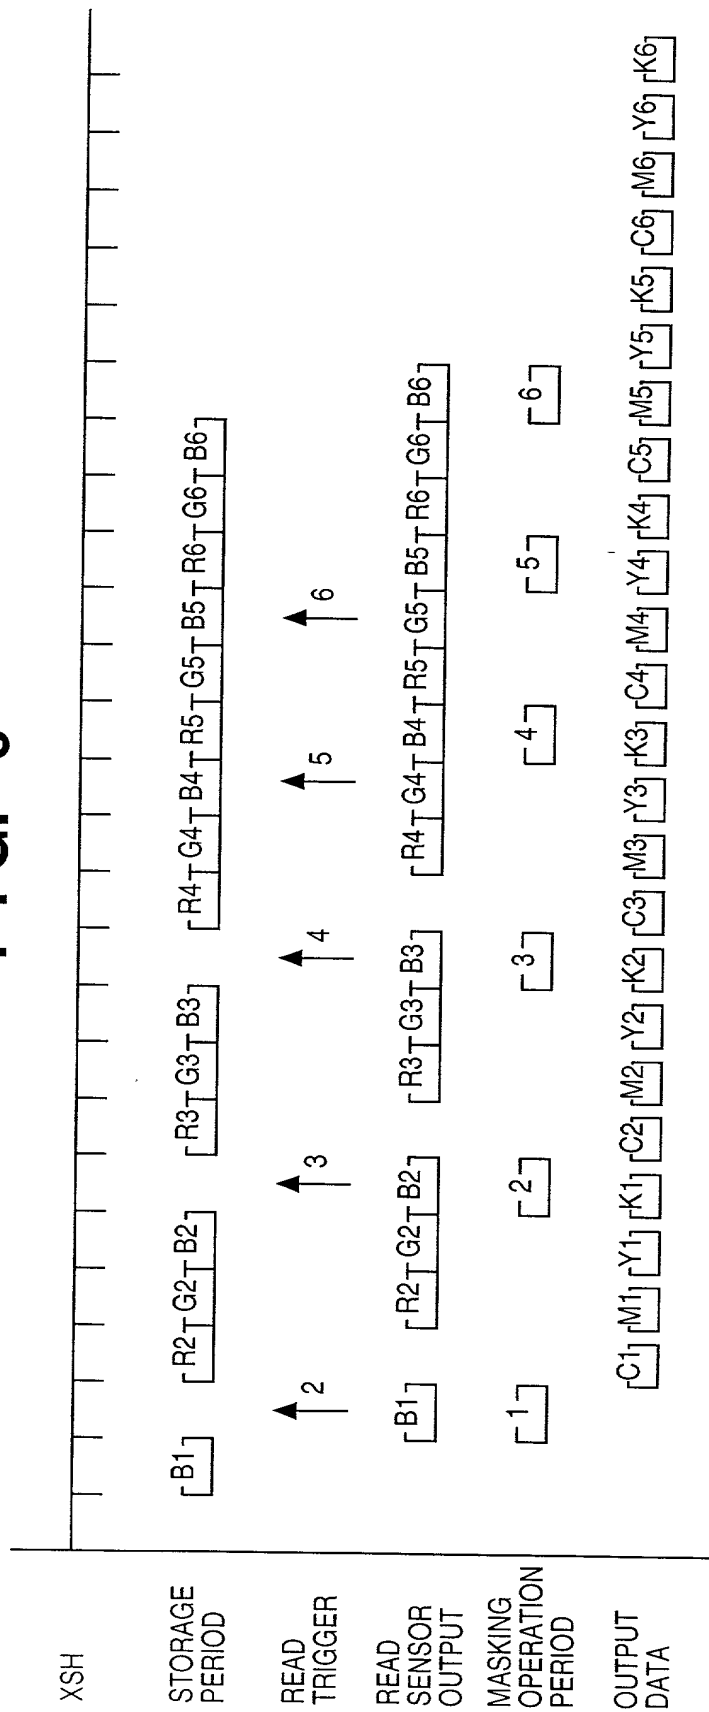 XSH
STORAGE
PERIOD
B1 R2 G2 B2 R3 G3 B3 R4 G4 B4 R5 G5 B5 R6 G6 B6
READ
TRIGGER
2 3 4 5 6
READ
SENSOR
OUTPUT
B1 R2 G2 B2 R3 G3 B3 R4 G4 B4 R5 G5 B5 R6 G6 B6
MASKING
OPERATION
PERIOD
1 2 3 4 5 6
OUTPUT
DATA
C1 M1 Y1 K1 C2 M2 Y2 K2 C3 M3 Y3 K3 C4 M4 Y4 K4 C5 M5 Y5 K5 C6 M6 Y6 K6